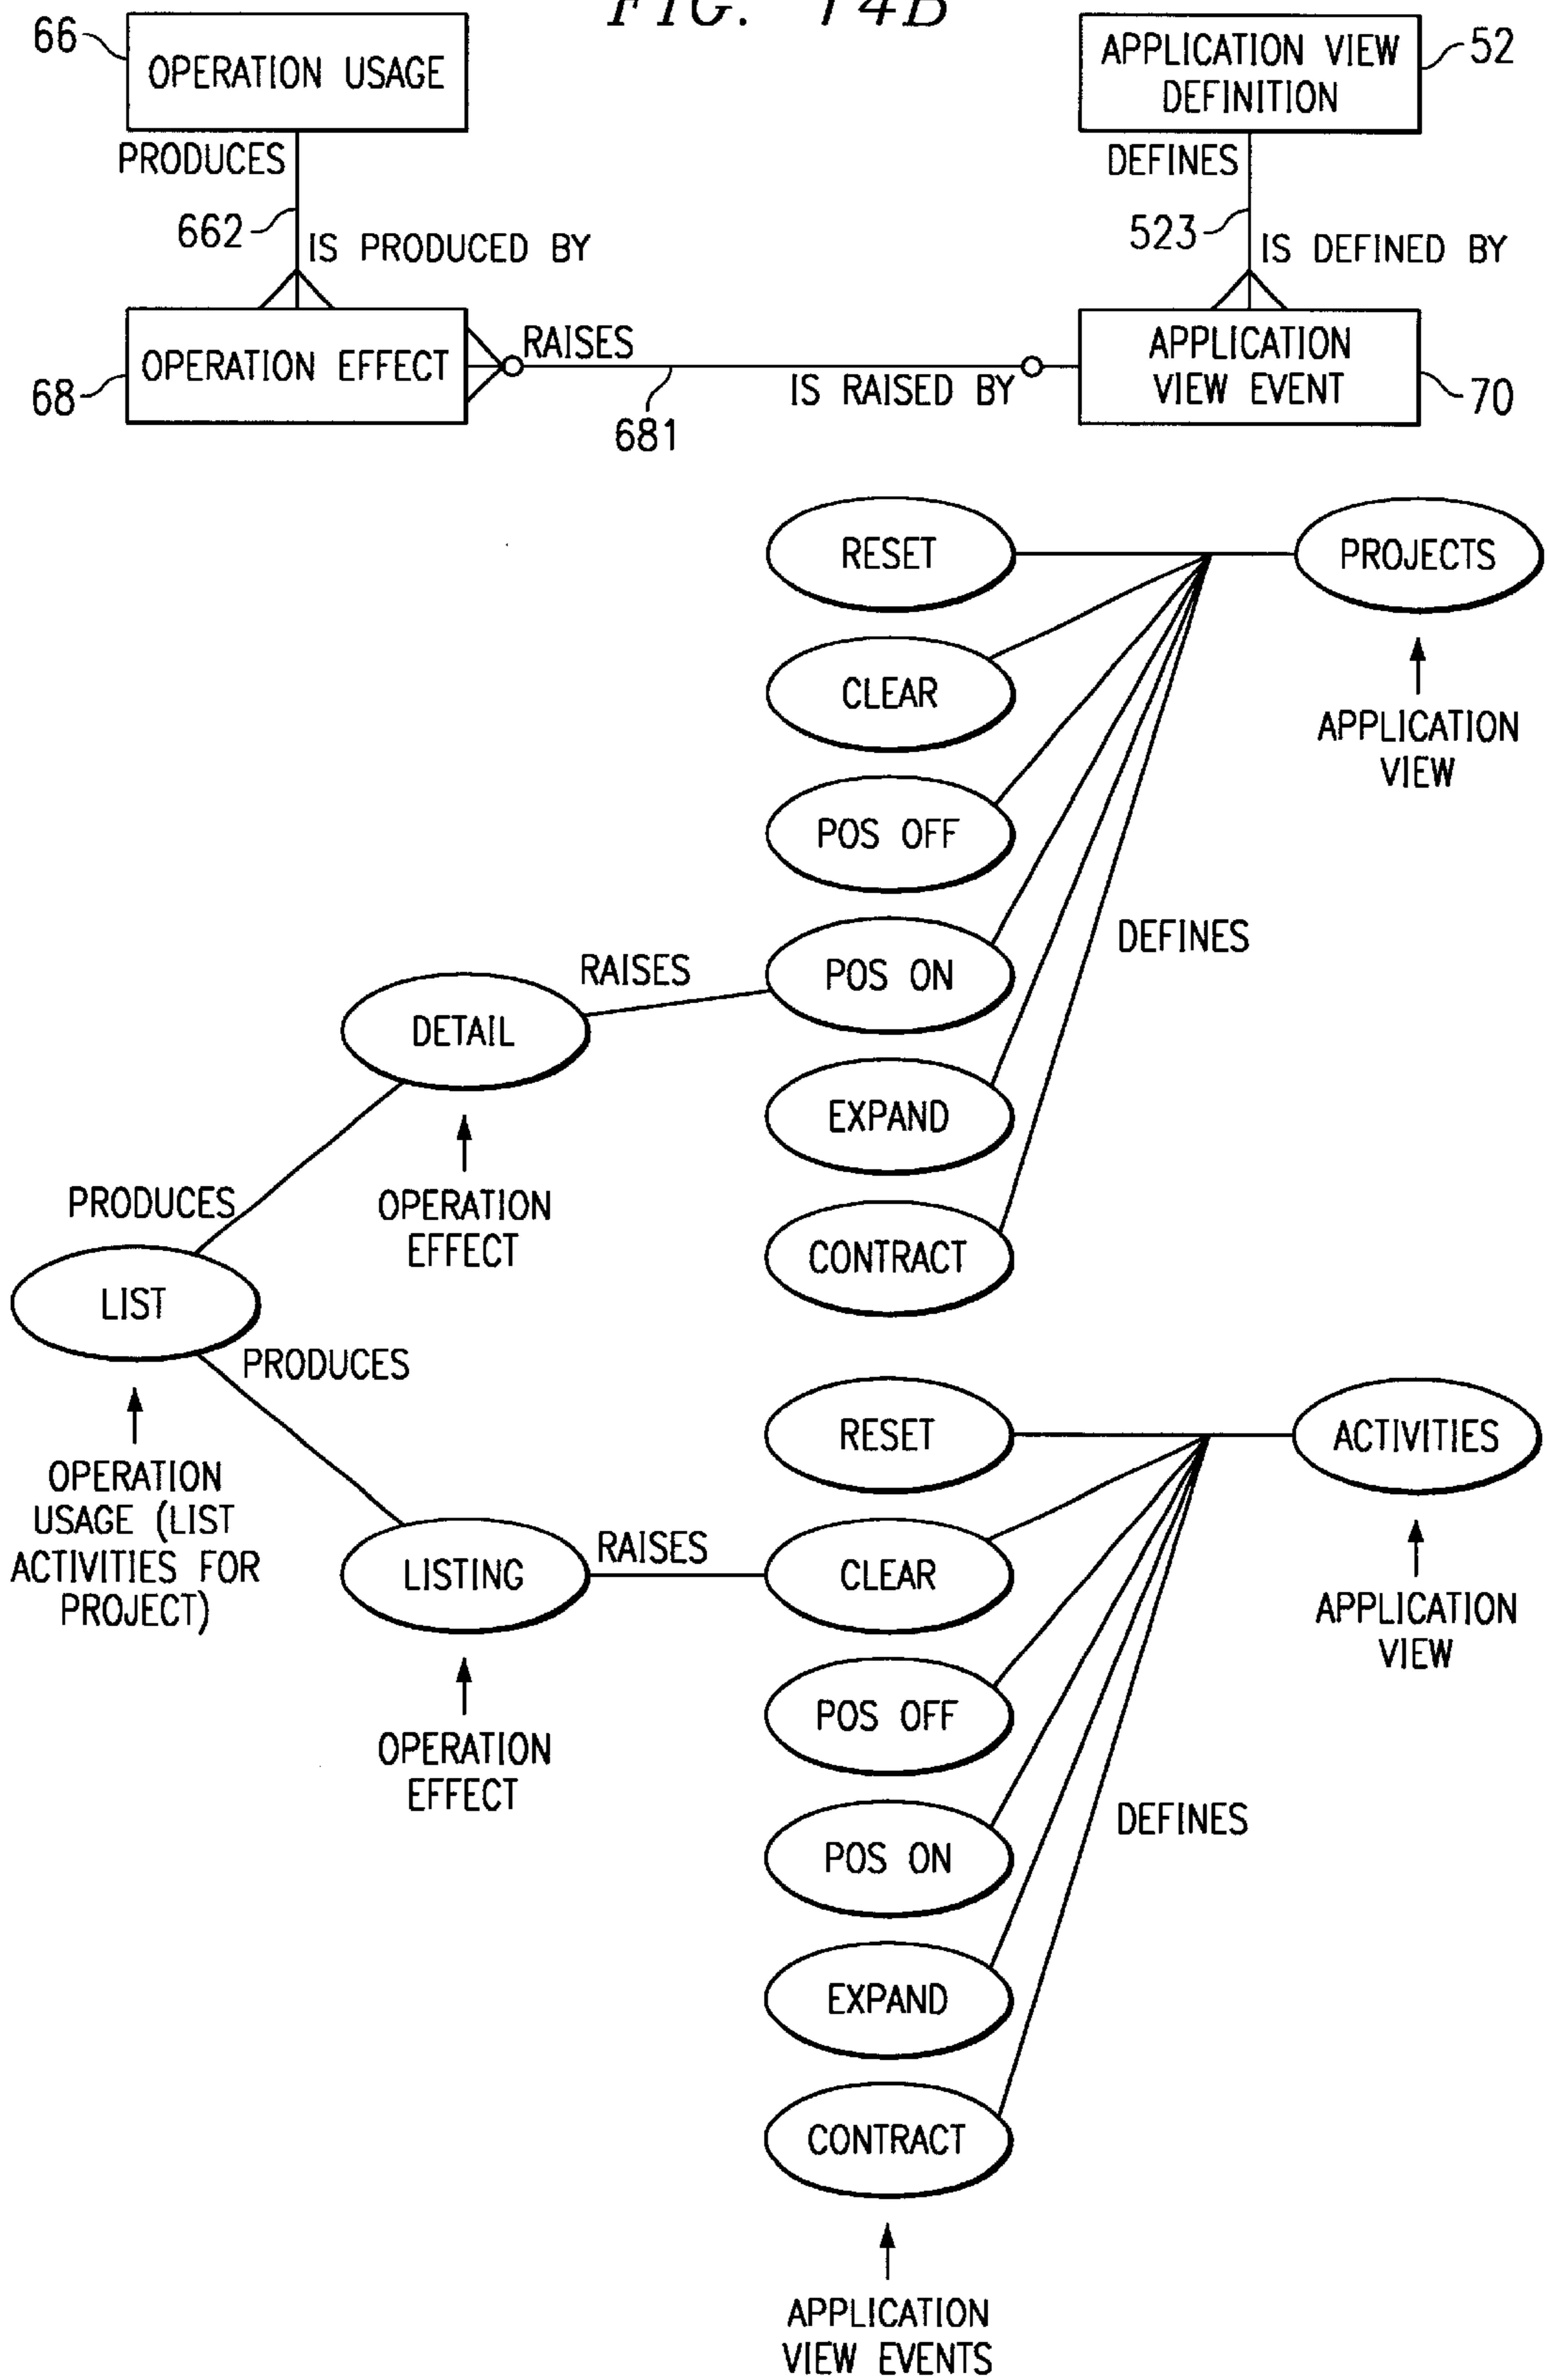 FIG. 14B
66
OPERATION USAGE
APPLICATION VIEW
DEFINITION
52
PRODUCES
662
IS PRODUCED BY
DEFINES
523
IS DEFINED BY
OPERATION EFFECT
68
RAISES
681
IS RAISED BY
APPLICATION
VIEW EVENT
70
RESET
PROJECTS
CLEAR
APPLICATION
VIEW
POS OFF
DEFINES
POS ON
RAISES
DETAIL
EXPAND
OPERATION
EFFECT
PRODUCES
CONTRACT
LIST
PRODUCES
OPERATION
USAGE (LIST
ACTIVITIES FOR
PROJECT)
RESET
ACTIVITIES
LISTING
RAISES
CLEAR
APPLICATION
VIEW
POS OFF
OPERATION
EFFECT
DEFINES
POS ON
EXPAND
CONTRACT
APPLICATION
VIEW EVENTS